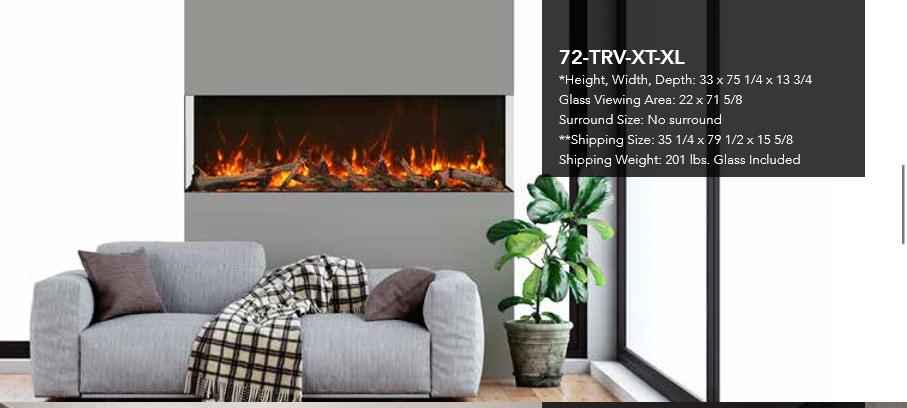 72-TRV-XT-XL
*Height, Width, Depth: 33 x 75 1/4 x 13 3/4
Glass Viewing Area: 22 x 71 5/8
Surround Size: No surround
**Shipping Size: 35 1/4 x 79 1/2 x 15 5/8
Shipping Weight: 201 lbs. Glass Included